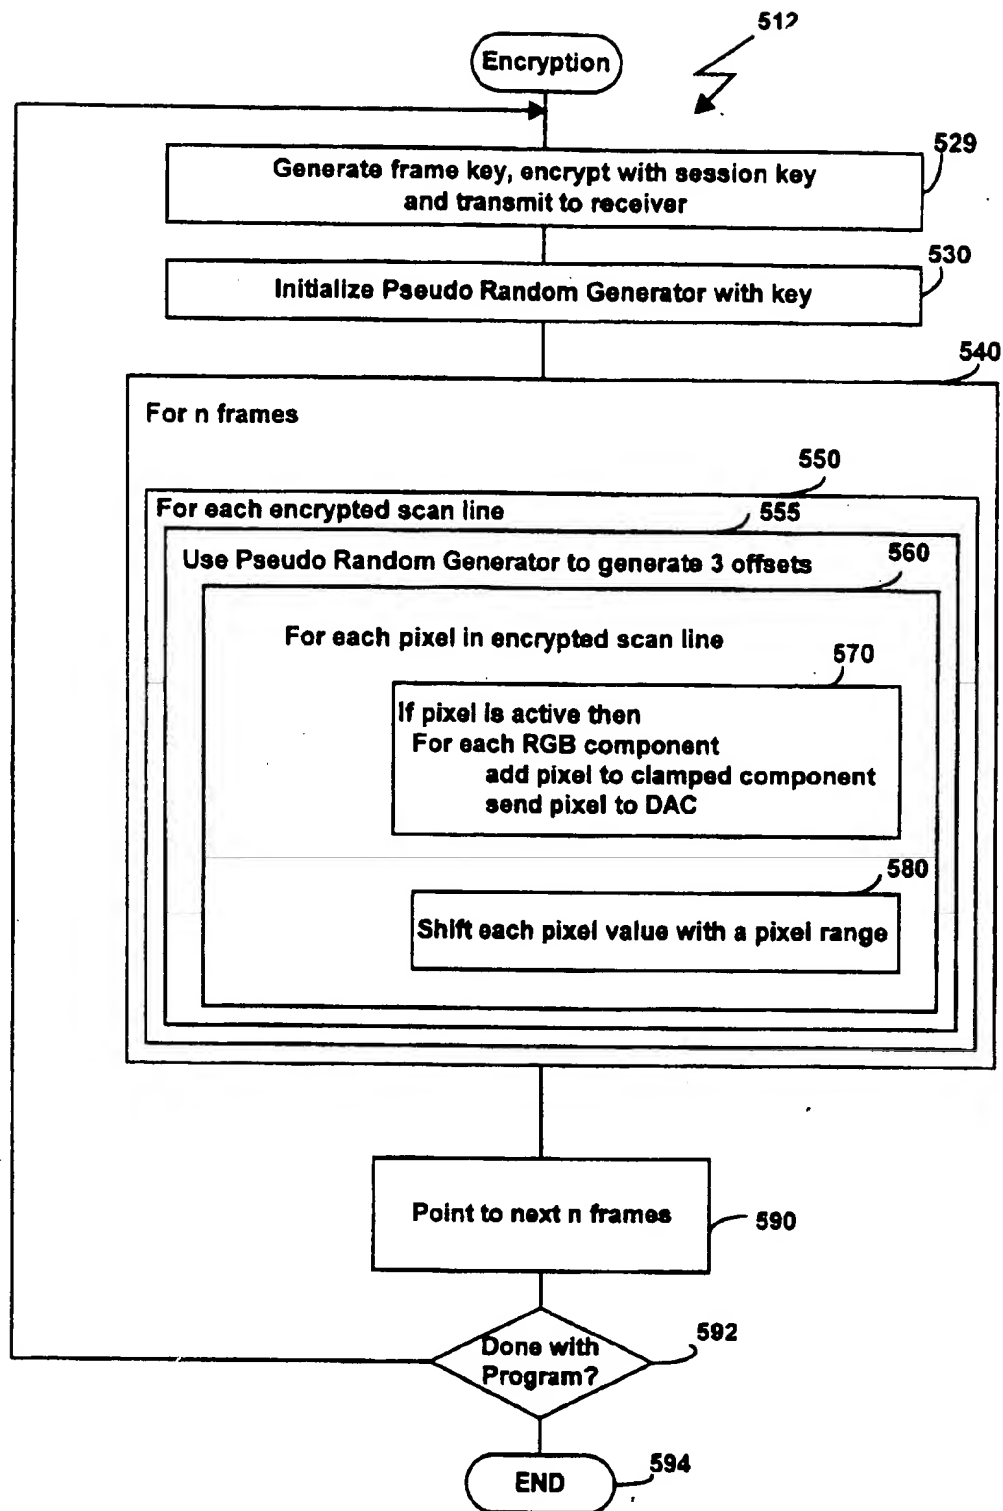 512
Encryption
529
Generate frame key, encrypt with session key
and transmit to receiver
530
Initialize Pseudo Random Generator with key
540
For n frames
550
For each encrypted scan line
555
Use Pseudo Random Generator to generate 3 offsets
560
For each pixel in encrypted scan line
570
If pixel is active then
For each RGB component
add pixel to clamped component
send pixel to DAC
580
Shift each pixel value with a pixel range
Point to next n frames
590
Done with
Program?
592
END
594